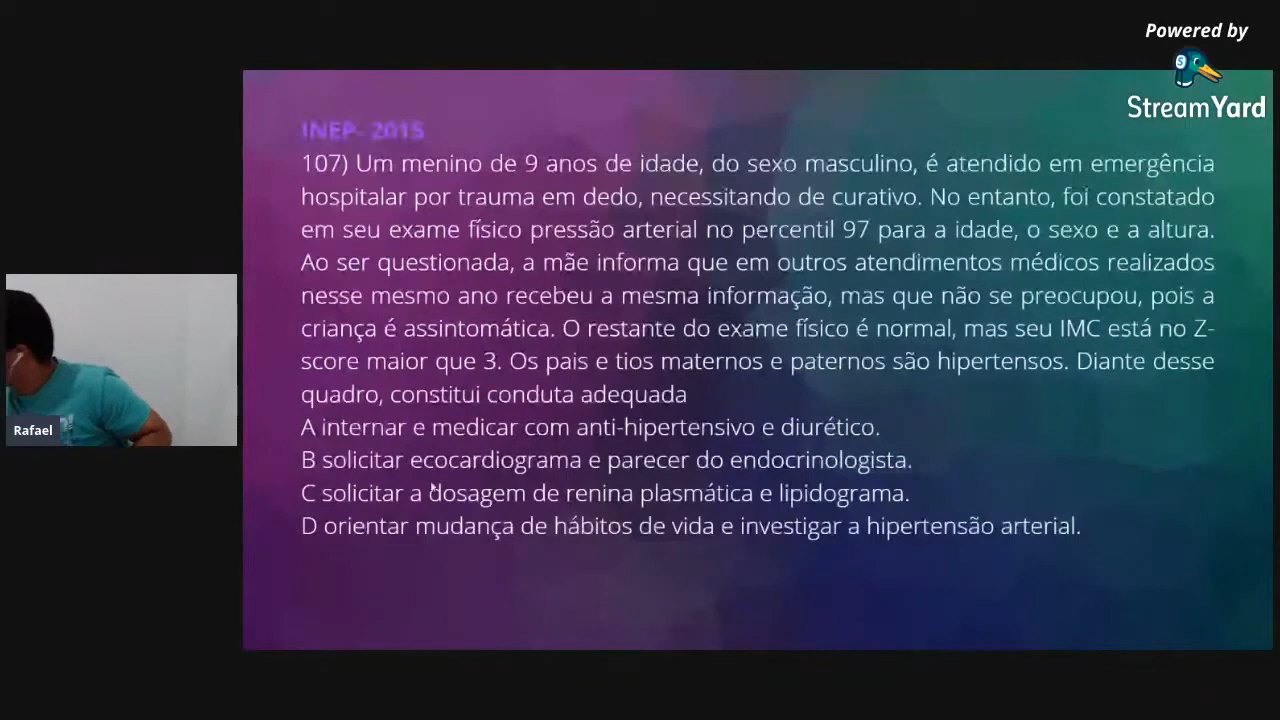 Powered by
StreamYard
INEP- 2015
107) Um menino de 9 anos de idade, do sexo masculino, é atendido em emergência
hospitalar por trauma em dedo, necessitando de curativo. No entanto, foi constatado
em seu exame físico pressão arterial no percentil 97 para a idade, o sexo e a altura.
Ao ser questionada, a mãe informa que em outros atendimentos médicos realizados
nesse mesmo ano recebeu a mesma informação, mas que não se preocupou, pois a
criança é assintomática. O restante do exame físico é normal, mas seu IMC está no Z-
score maior que 3. Os pais e tios maternos e paternos são hipertensos. Diante desse
quadro, constitui conduta adequada
A internar e medicar com anti-hipertensivo e diurético.
B solicitar ecocardiograma e parecer do endocrinologista.
C solicitar a dosagem de renina plasmática e lipidograma.
D orientar mudança de hábitos de vida e investigar a hipertensão arterial.
Rafael